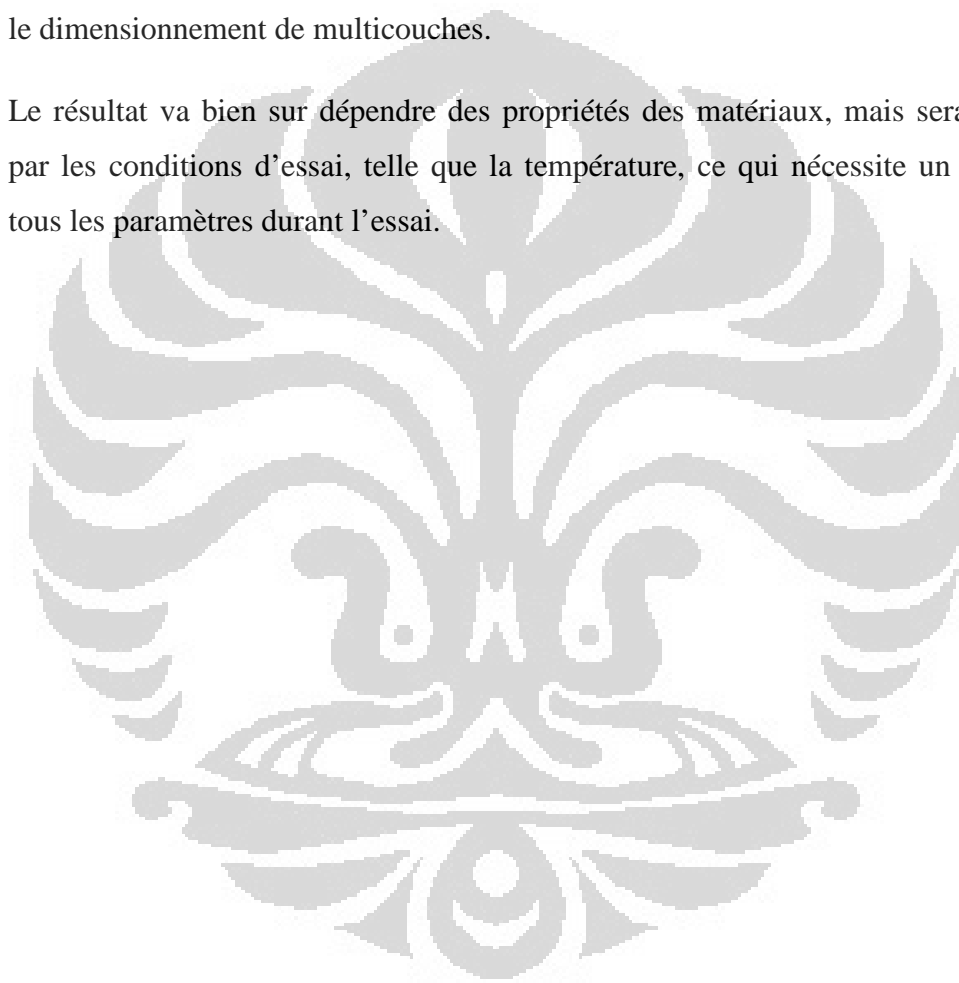 le dimensionnement de multicouches.
Le résultat va bien sur dépendre des propriétés des matériaux, mais sera
par les conditions d’essai, telle que la température, ce qui nécessite un
tous les paramètres durant l’essai.